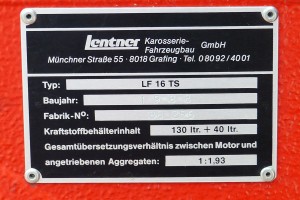 Lentner Karosserie- Fahrzeugbau GmbH
Münchner Straße 55 · 8018 Grafing · Tel. 08092/4001
Typ: LF 16 TS
Baujahr:
Fabrik-Nº:
Kraftstoffbehälterinhalt 130 ltr. + 40 ltr.
Gesamtübersetzungsverhältnis zwischen Motor und
angetriebenen Aggregaten: 1:1.93